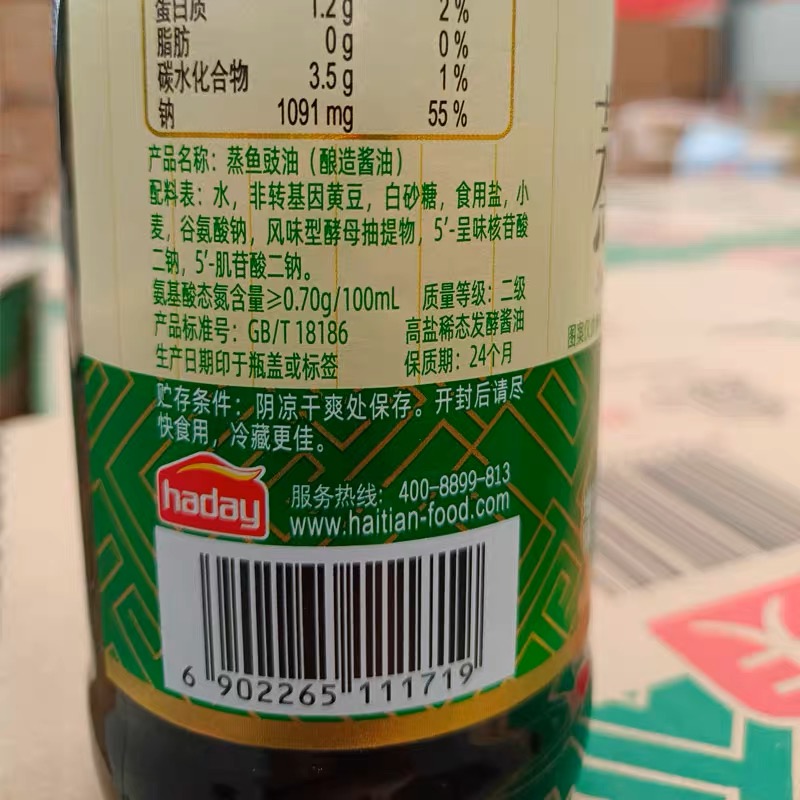 蛋白质 1.2 g 2%
脂肪 0 g 0%
碳水化合物 3.5 g 1%
钠 1091 mg 55%
产品名称：蒸鱼豉油（酿造酱油）
配料表：水，非转基因黄豆，白砂糖，食用盐，小
麦，谷氨酸钠，风味型酵母抽提物，5′-呈味核苷酸
二钠，5′-肌苷酸二钠。
氨基酸态氮含量≥0.70g/100mL 质量等级：二级
产品标准号：GB/T 18186 高盐稀态发酵酱油
生产日期印于瓶盖或标签 保质期：24个月
贮存条件：阴凉干爽处保存。开封后请尽
快食用，冷藏更佳。
haday
服务热线：400-8899-813
www.haitian-food.com
6 902265 111719